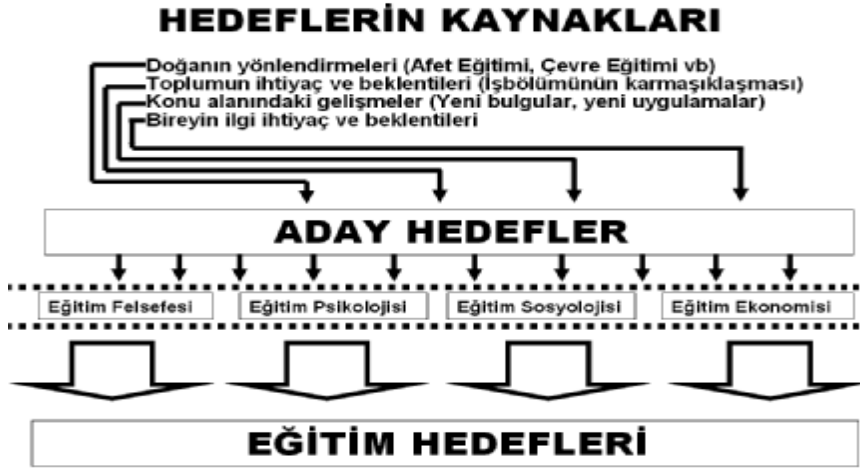 HEDEFLERİN KAYNAKLARI
Doğanın yönlendirmeleri (Afet Eğitimi, Çevre Eğitimi vb)
Toplumun ihtiyaç ve beklentileri (İşbölümünün karmaşıklaşması)
Konu alanındaki gelişmeler (Yeni bulgular, yeni uygulamalar)
Bireyin ilgi ihtiyaç ve beklentileri
ADAY HEDEFLER
Eğitim Felsefesi
Eğitim Psikolojisi
Eğitim Sosyolojisi
Eğitim Ekonomisi
EĞİTİM HEDEFLERİ